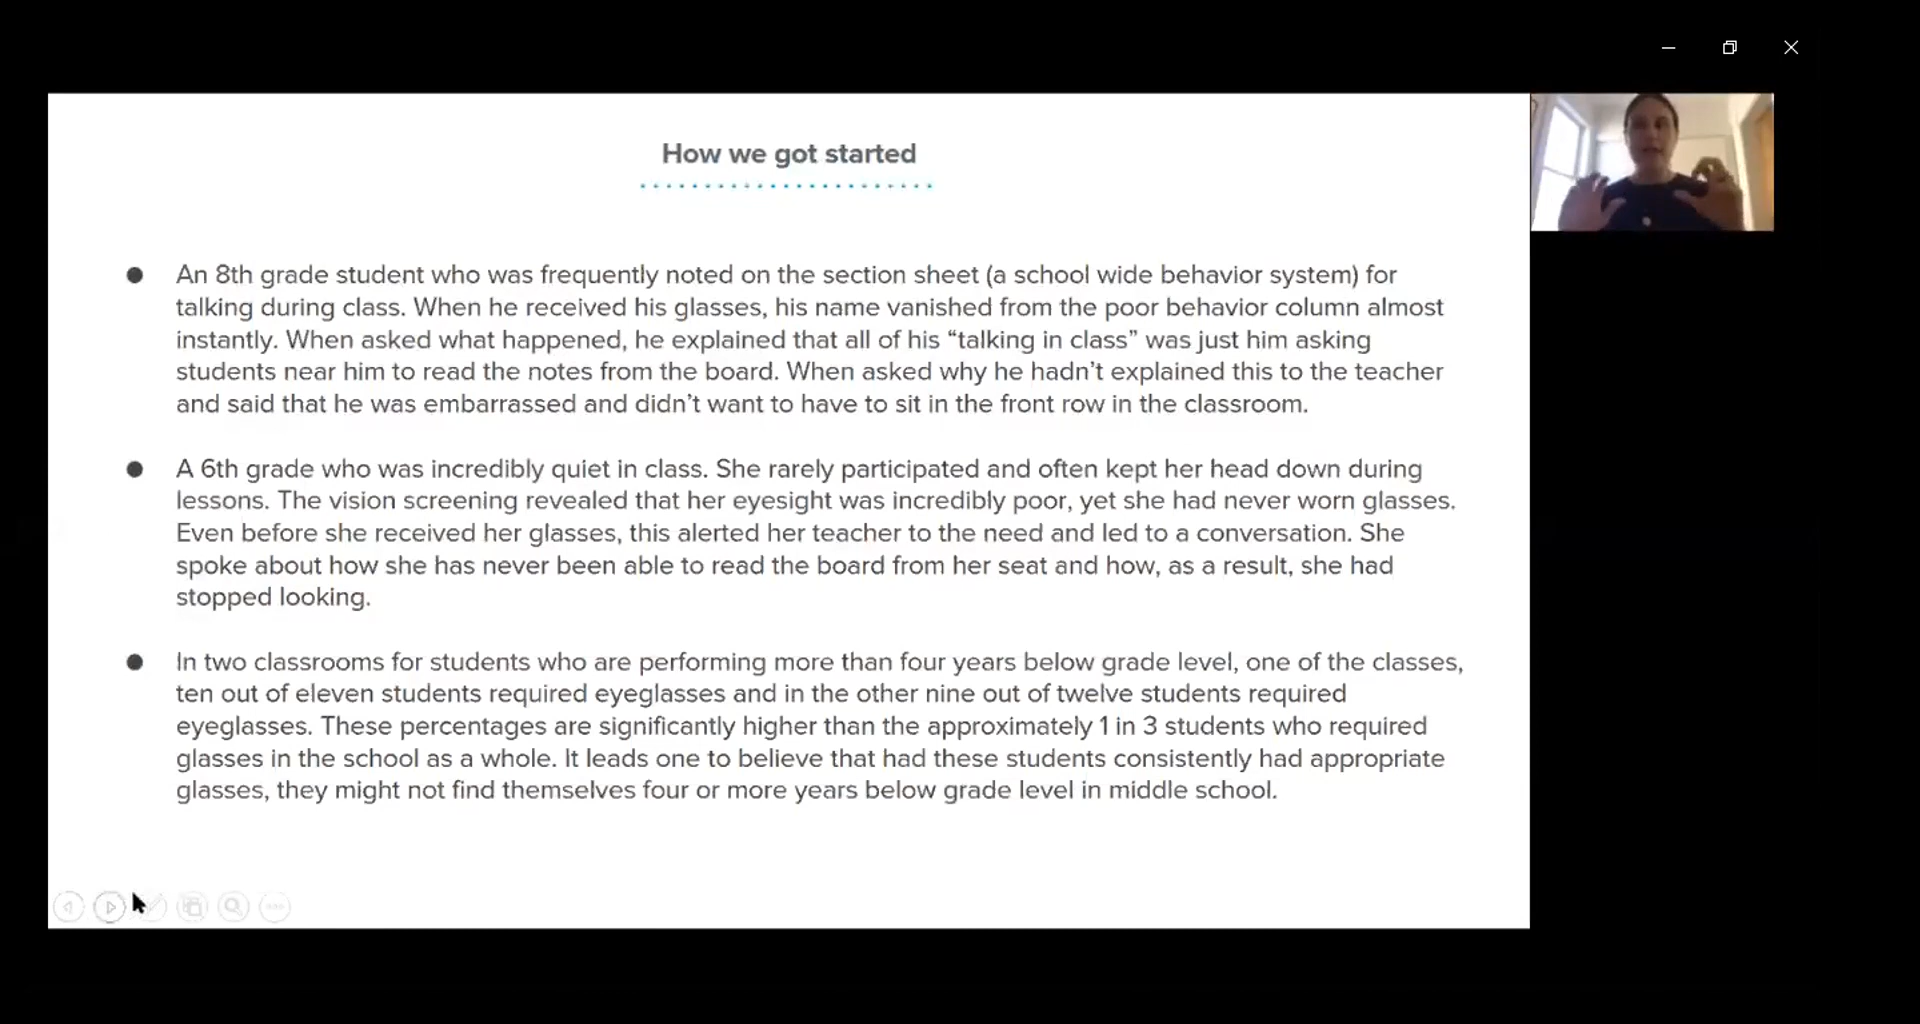 How we got started
An 8th grade student who was frequently noted on the section sheet (a school wide behavior system) for
talking during class. When he received his glasses, his name vanished from the poor behavior column almost
instantly. When asked what happened, he explained that all of his “talking in class” was just him asking
students near him to read the notes from the board. When asked why he hadn’t explained this to the teacher
and said that he was embarrassed and didn’t want to have to sit in the front row in the classroom.
A 6th grade who was incredibly quiet in class. She rarely participated and often kept her head down during
lessons. The vision screening revealed that her eyesight was incredibly poor, yet she had never worn glasses.
Even before she received her glasses, this alerted her teacher to the need and led to a conversation. She
spoke about how she has never been able to read the board from her seat and how, as a result, she had
stopped looking.
In two classrooms for students who are performing more than four years below grade level, one of the classes,
ten out of eleven students required eyeglasses and in the other nine out of twelve students required
eyeglasses. These percentages are significantly higher than the approximately 1 in 3 students who required
glasses in the school as a whole. It leads one to believe that had these students consistently had appropriate
glasses, they might not find themselves four or more years below grade level in middle school.